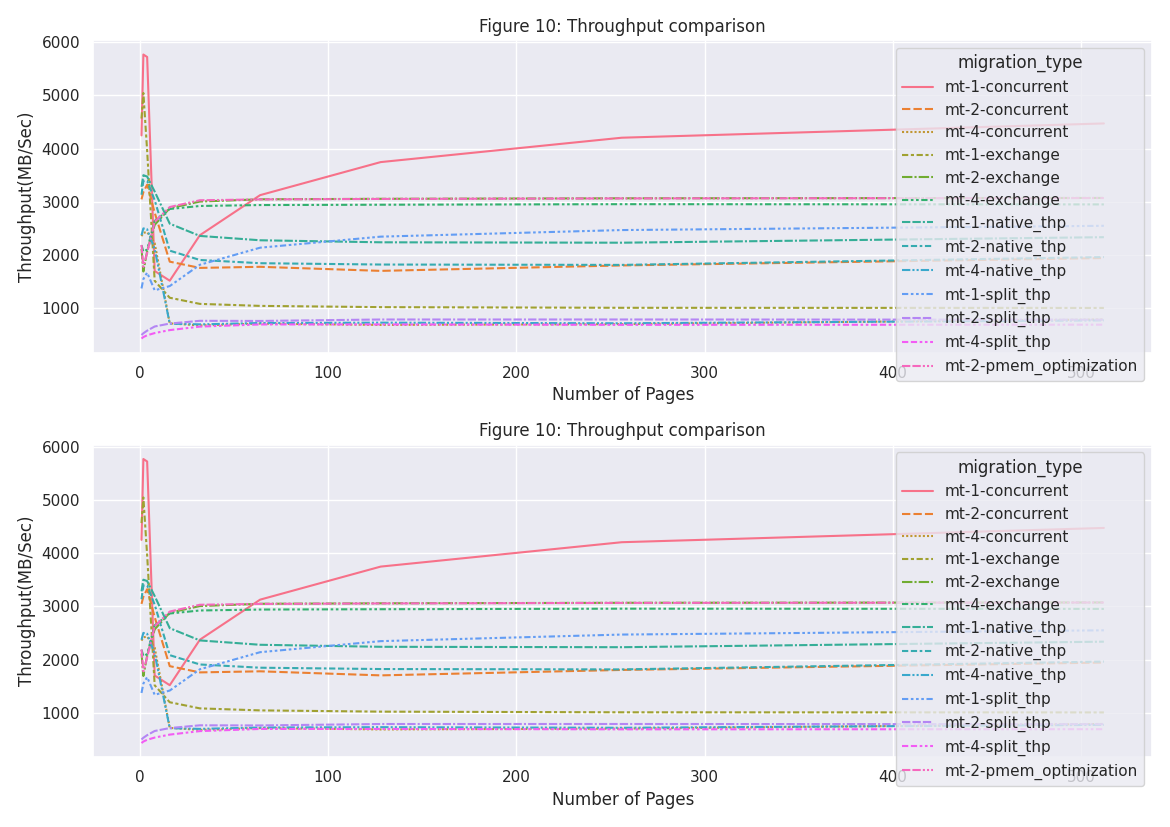 Figure 10: Throughput comparison
6000
5000
4000
3000
2000
1000
Throughput(MB/Sec)
0
100
200
300
400
500
Number of Pages
migration_type
mt-1-concurrent
mt-2-concurrent
mt-4-concurrent
mt-1-exchange
mt-2-exchange
mt-4-exchange
mt-1-native_thp
mt-2-native_thp
mt-4-native_thp
mt-1-split_thp
mt-2-split_thp
mt-4-split_thp
mt-2-pmem_optimization
Figure 10: Throughput comparison
6000
5000
4000
3000
2000
1000
Throughput(MB/Sec)
0
100
200
300
400
500
Number of Pages
migration_type
mt-1-concurrent
mt-2-concurrent
mt-4-concurrent
mt-1-exchange
mt-2-exchange
mt-4-exchange
mt-1-native_thp
mt-2-native_thp
mt-4-native_thp
mt-1-split_thp
mt-2-split_thp
mt-4-split_thp
mt-2-pmem_optimization